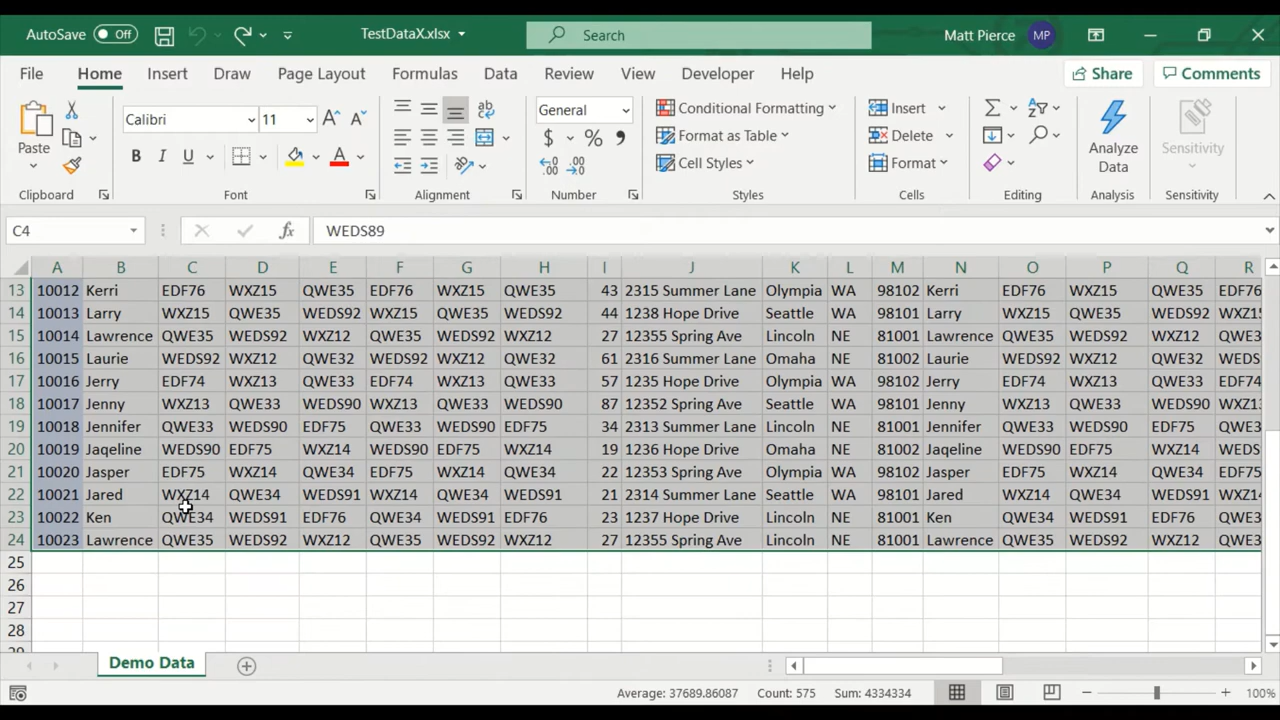 AutoSave Off TestDataX.xlsx Search Matt Pierce MP
File Home Insert Draw Page Layout Formulas Data Review View Developer Help Share Comments
Paste Calibri 11 A A ab General Conditional Formatting Insert Σ
B I U A $ % , Format as Table Delete Analyze Data Sensitivity
Cell Styles Format
Clipboard Font Alignment Number Styles Cells Editing Analysis Sensitivity
C4 fx WEDS89
A B C D E F G H I J K L M N O P Q R
13 10012 Kerri EDF76 WXZ15 QWE35 EDF76 WXZ15 QWE35 43 2315 Summer Lane Olympia WA 98102 Kerri EDF76 WXZ15 QWE35 EDF76
14 10013 Larry WXZ15 QWE35 WEDS92 WXZ15 QWE35 WEDS92 44 1238 Hope Drive Seattle WA 98101 Larry WXZ15 QWE35 WEDS92 WXZ15
15 10014 Lawrence QWE35 WEDS92 WXZ12 QWE35 WEDS92 WXZ12 27 12355 Spring Ave Lincoln NE 81001 Lawrence QWE35 WEDS92 WXZ12 QWE3
16 10015 Laurie WEDS92 WXZ12 QWE32 WEDS92 WXZ12 QWE32 61 2316 Summer Lane Omaha NE 81002 Laurie WEDS92 WXZ12 QWE32 WEDS
17 10016 Jerry EDF74 WXZ13 QWE33 EDF74 WXZ13 QWE33 57 1235 Hope Drive Olympia WA 98102 Jerry EDF74 WXZ13 QWE33 EDF74
18 10017 Jenny WXZ13 QWE33 WEDS90 WXZ13 QWE33 WEDS90 87 12352 Spring Ave Seattle WA 98101 Jenny WXZ13 QWE33 WEDS90 WXZ13
19 10018 Jennifer QWE33 WEDS90 EDF75 QWE33 WEDS90 EDF75 34 2313 Summer Lane Lincoln NE 81001 Jennifer QWE33 WEDS90 EDF75 QWE3
20 10019 Jaqeline WEDS90 EDF75 WXZ14 WEDS90 EDF75 WXZ14 19 1236 Hope Drive Omaha NE 81002 Jaqeline WEDS90 EDF75 WXZ14 WEDS
21 10020 Jasper EDF75 WXZ14 QWE34 EDF75 WXZ14 QWE34 22 12353 Spring Ave Olympia WA 98102 Jasper EDF75 WXZ14 QWE34 EDF75
22 10021 Jared WXZ14 QWE34 WEDS91 WXZ14 QWE34 WEDS91 21 2314 Summer Lane Seattle WA 98101 Jared WXZ14 QWE34 WEDS91 WXZ14
23 10022 Ken QWE34 WEDS91 EDF76 QWE34 WEDS91 EDF76 23 1237 Hope Drive Lincoln NE 81001 Ken QWE34 WEDS91 EDF76 QWE3
24 10023 Lawrence QWE35 WEDS92 WXZ12 QWE35 WEDS92 WXZ12 27 12355 Spring Ave Lincoln NE 81001 Lawrence QWE35 WEDS92 WXZ12 QWE3
25
26
27
28
Demo Data
Average: 37689.86087 Count: 575 Sum: 4334334 100%